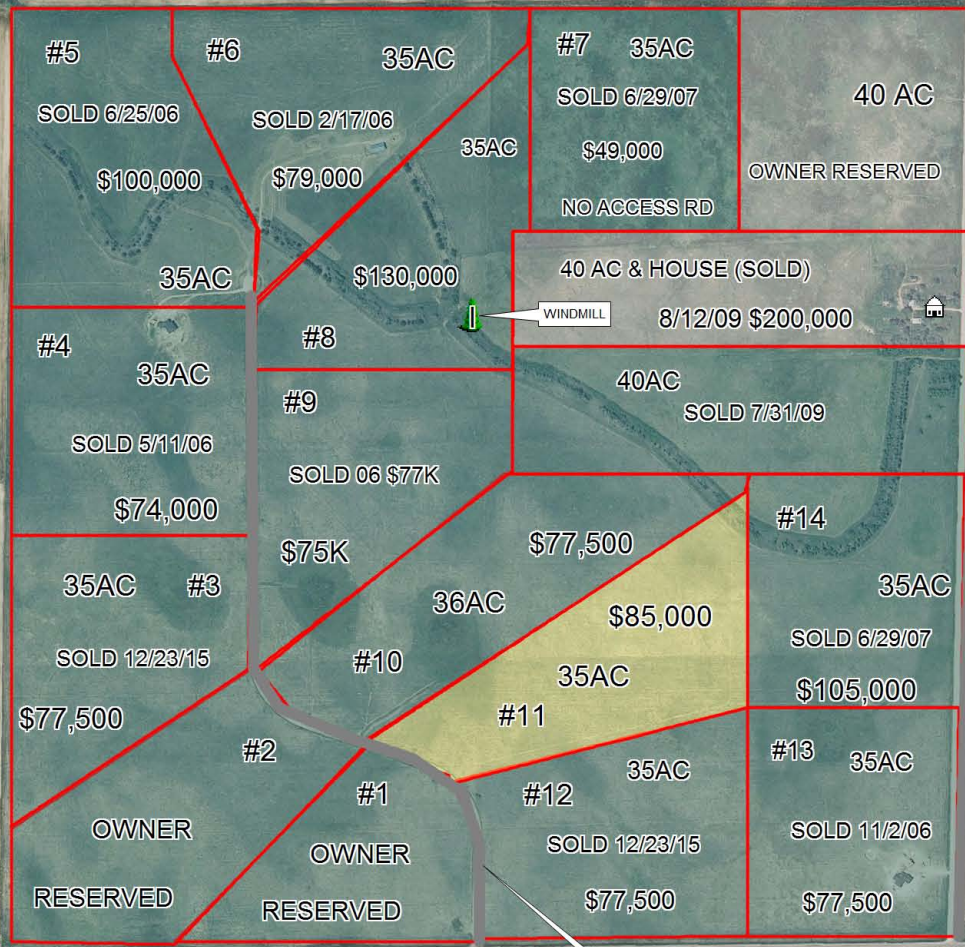 #5
SOLD 6/25/06
$100,000
35AC
#6
35AC
SOLD 2/17/06
$79,000
35AC
$130,000
#8
#7
35AC
SOLD 6/29/07
$49,000
NO ACCESS RD
40 AC
OWNER RESERVED
40 AC & HOUSE (SOLD)
8/12/09 $200,000
WINDMILL
#4
35AC
SOLD 5/11/06
$74,000
#9
SOLD 06 $77K
$75K
40AC
SOLD 7/31/09
35AC
#3
SOLD 12/23/15
$77,500
$77,500
36AC
#10
$85,000
35AC
#11
#14
35AC
SOLD 6/29/07
$105,000
#2
OWNER
RESERVED
#1
OWNER
RESERVED
35AC
#12
SOLD 12/23/15
$77,500
#13
35AC
SOLD 11/2/06
$77,500